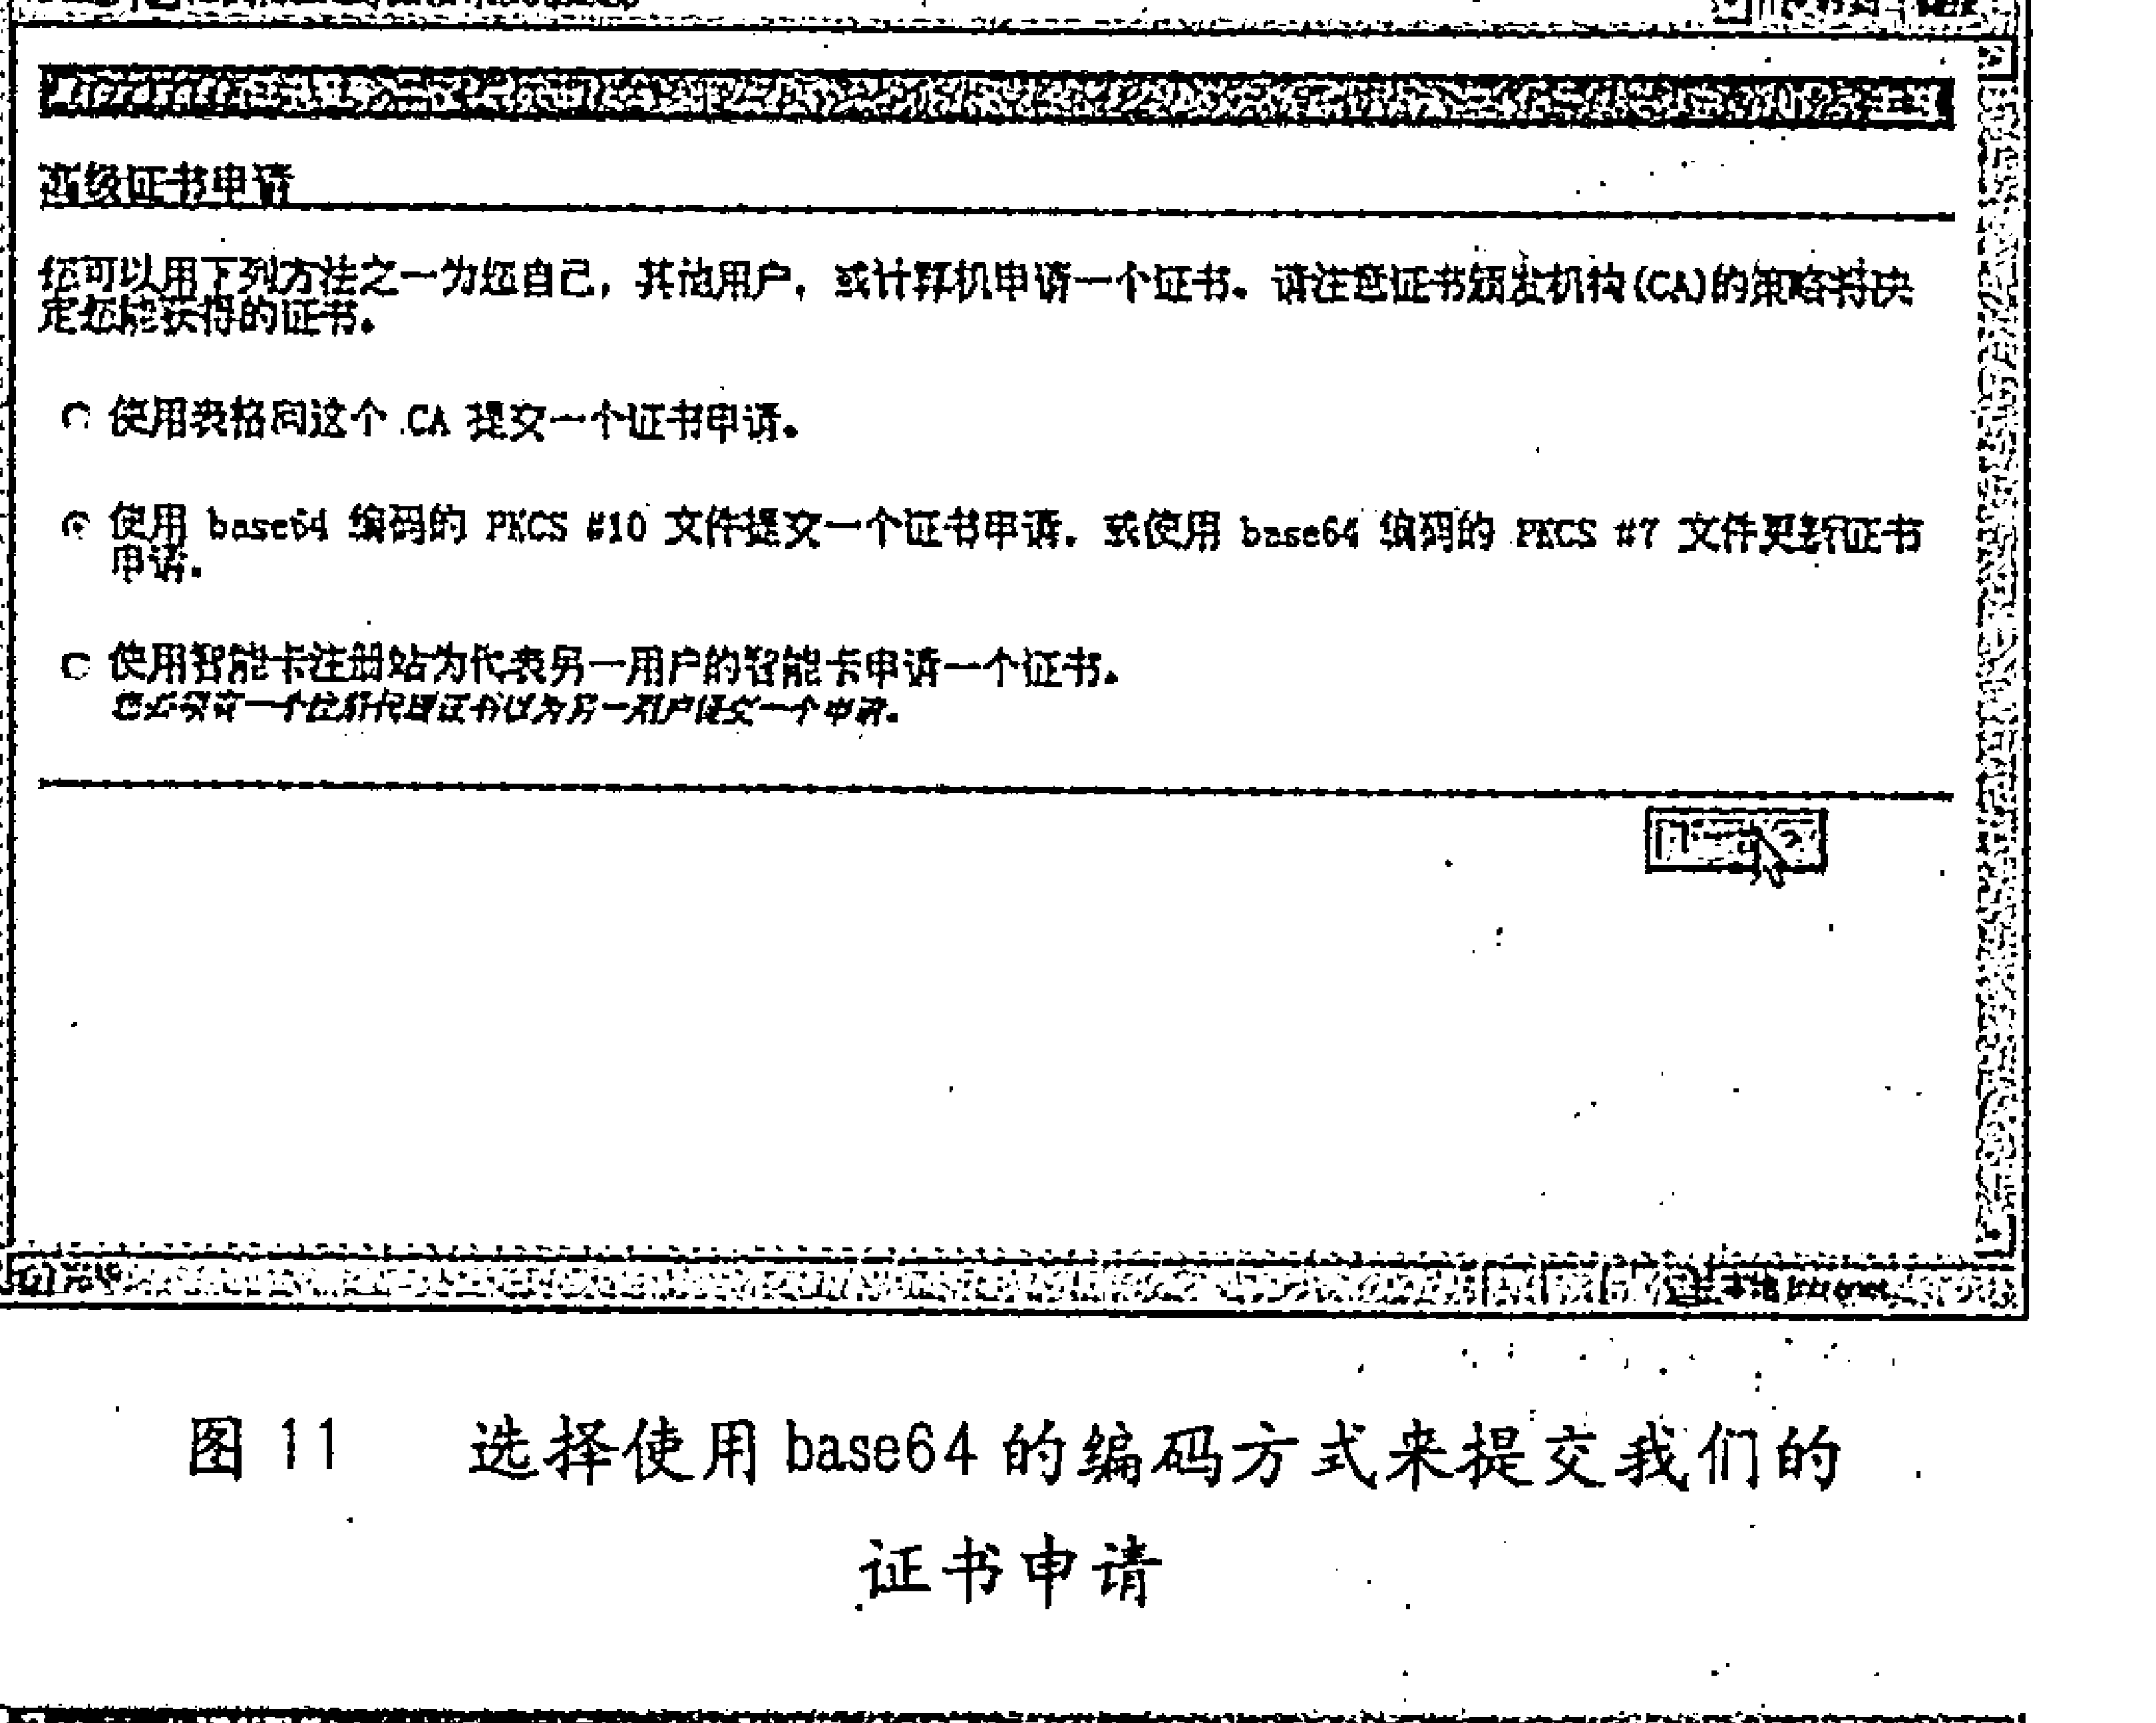 高级证书申请
您可以用下列方法之一为您自己，其他用户，或计算机申请一个证书。请注意证书颁发机构(CA)的策略将决
定您能获得的证书。
使用表格向这个 CA 提交一个证书申请。
使用 base64 编码的 PKCS #10 文件提交一个证书申请，或使用 base64 编码的 PKCS #7 文件更新证书
申请。
使用智能卡注册站为代表另一用户的智能卡申请一个证书。
图 11 选择使用 base64 的编码方式来提交我们的
证书申请